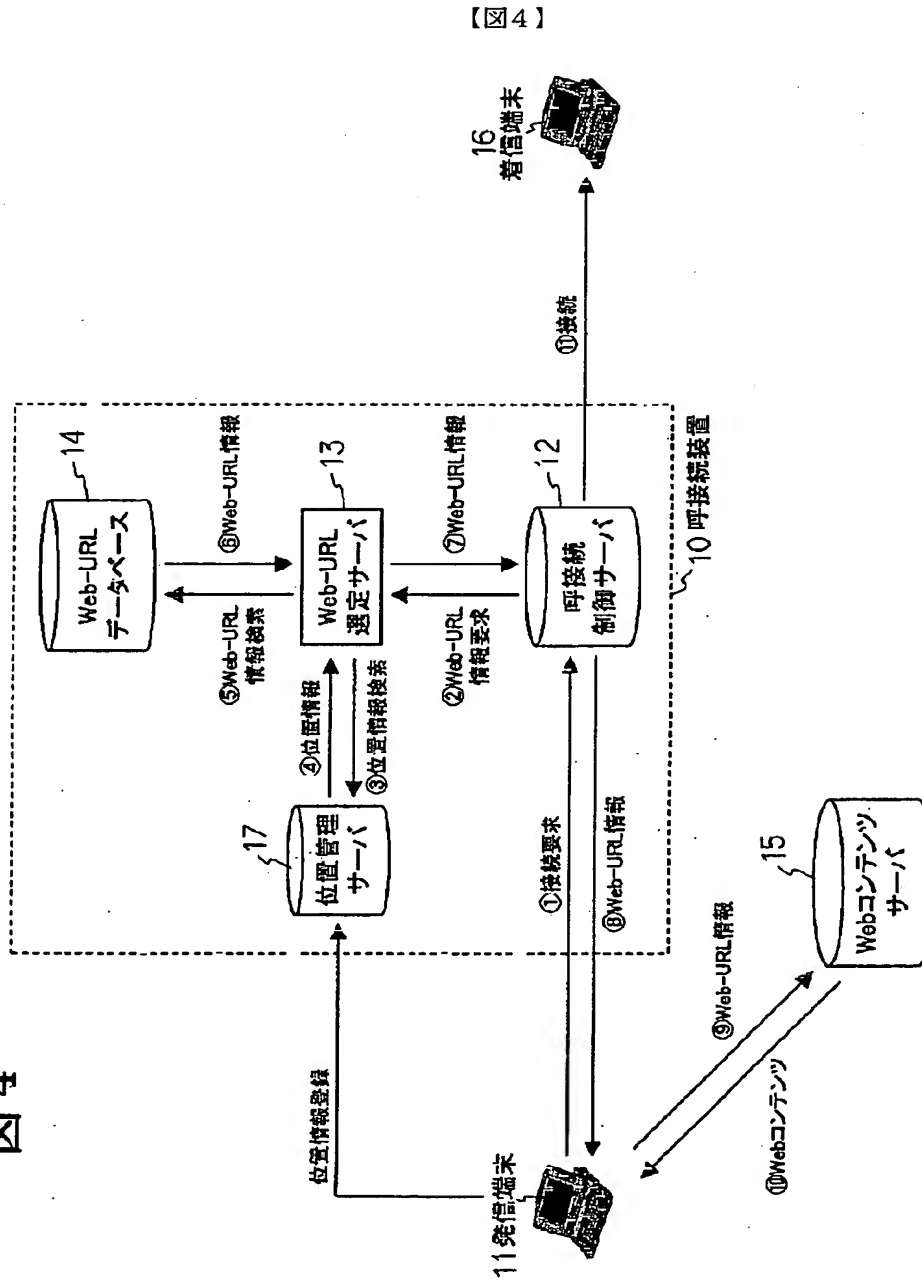 【図4】
図4
14
Web-URL
データベース
⑥Web-URL情報
⑤Web-URL
情報検索
13
Web-URL
選定サーバ
④位置情報
③位置情報検索
17
位置管理
サーバ
⑦Web-URL情報
②Web-URL
情報要求
12
呼接続
制御サーバ
10 呼接続装置
⑪接続
16
着信端末
位置情報登録
①接続要求
⑧Web-URL情報
11発信端末
⑨Web-URL情報
⑩Webコンテンツ
15
Webコンテンツ
サーバ